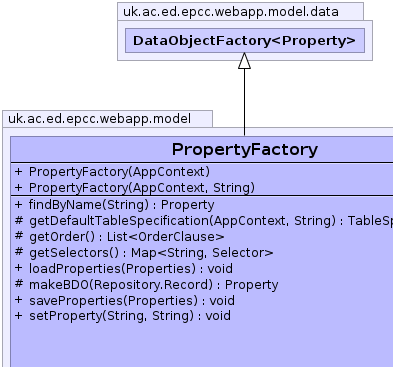 uk.ac.ed.epcc.webapp.model.data
DataObjectFactory<Property>
uk.ac.ed.epcc.webapp.model
PropertyFactory
+ PropertyFactory(AppContext)
+ PropertyFactory(AppContext, String)
+ findByName(String) : Property
# getDefaultTableSpecification(AppContext, String) : TableSp
# getOrder() : List<OrderClause>
# getSelectors() : Map<String, Selector>
+ loadProperties(Properties) : void
# makeBDO(Repository.Record) : Property
+ saveProperties(Properties) : void
+ setProperty(String, String) : void